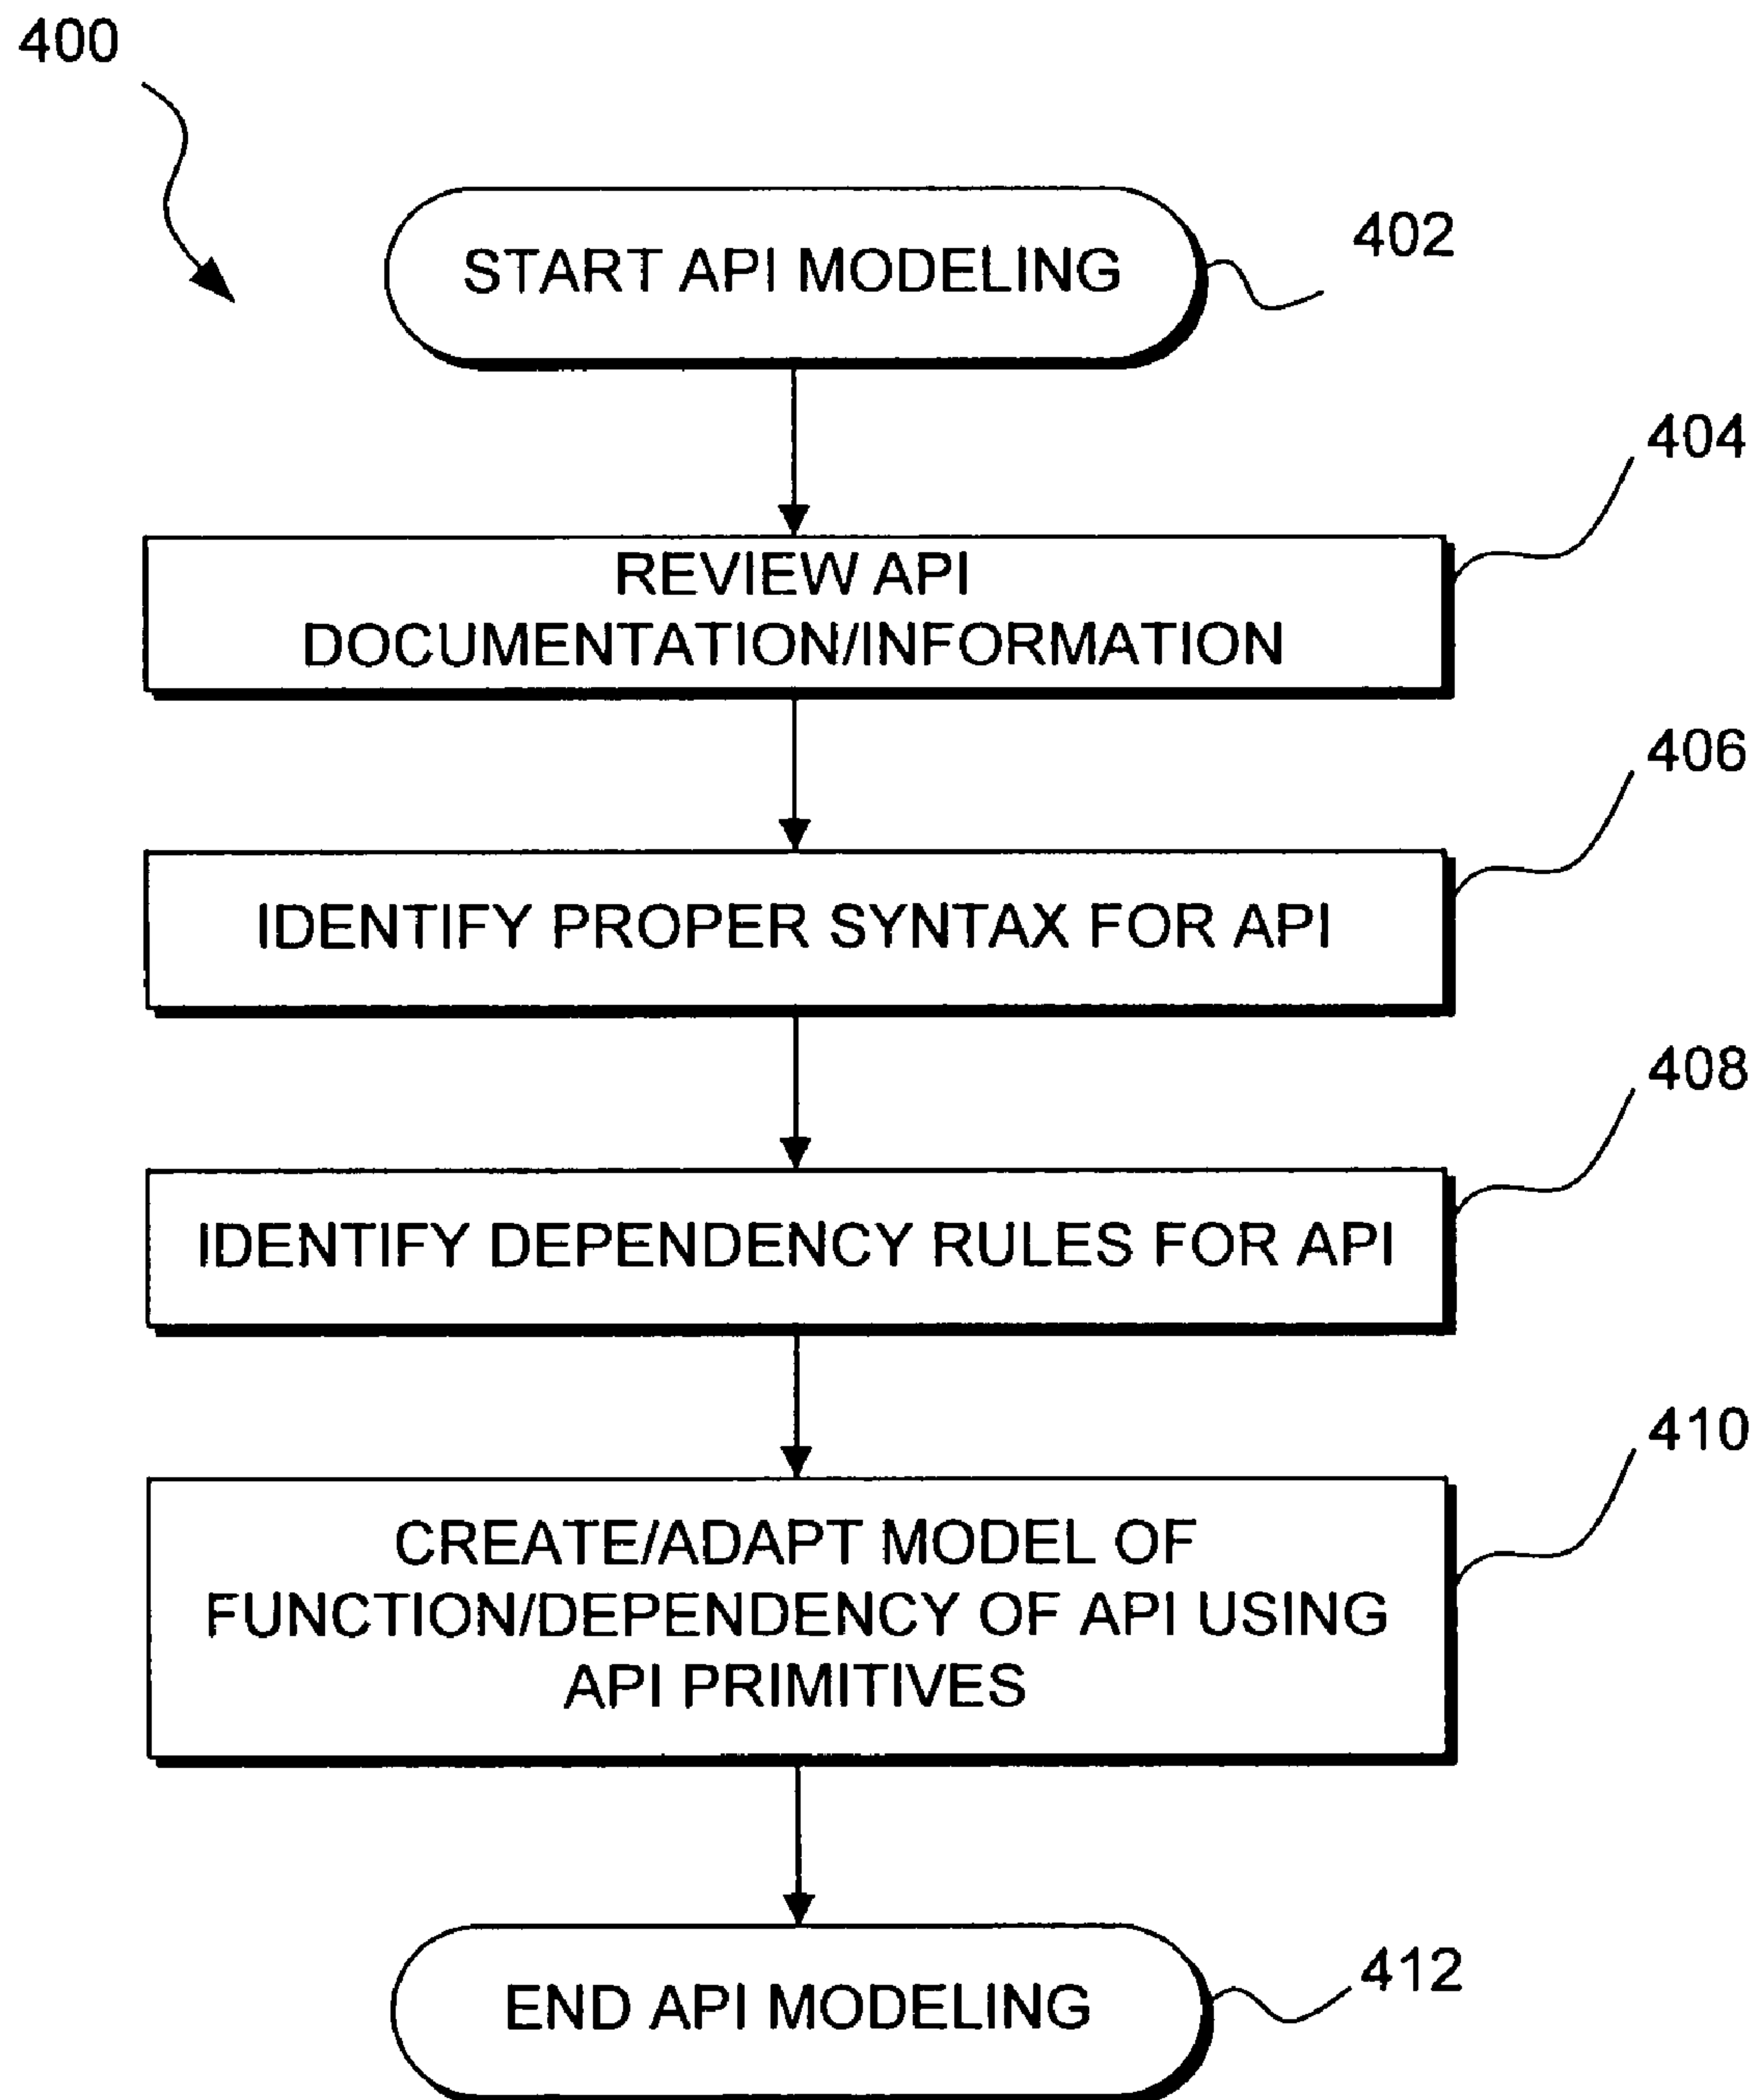 400
START API MODELING
402
404
REVIEW API
DOCUMENTATION/INFORMATION
406
IDENTIFY PROPER SYNTAX FOR API
408
IDENTIFY DEPENDENCY RULES FOR API
410
CREATE/ADAPT MODEL OF
FUNCTION/DEPENDENCY OF API USING
API PRIMITIVES
END API MODELING
412